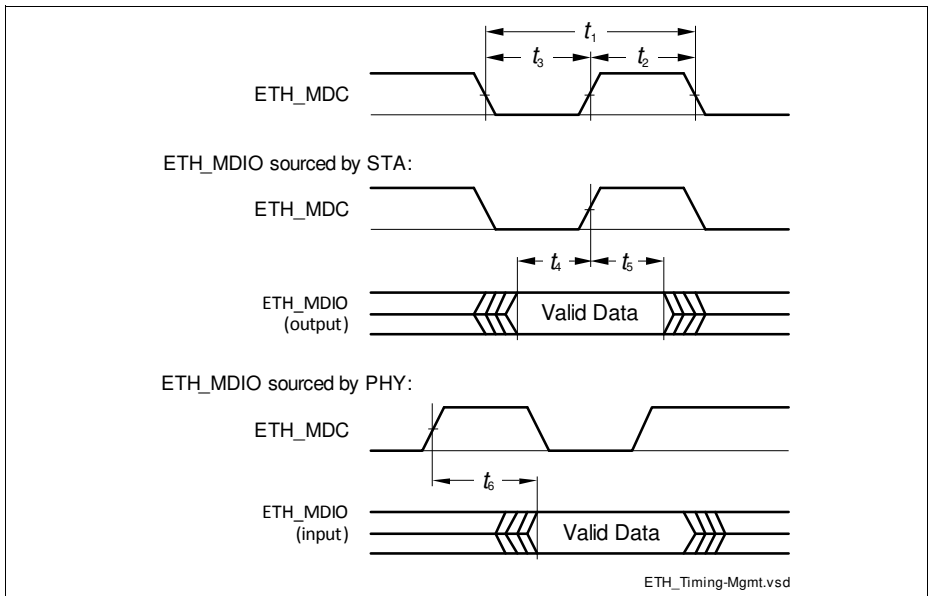 t1
t3 t2
ETH_MDC
ETH_MDIO sourced by STA:
ETH_MDC
t4 t5
ETH_MDIO
(output)
Valid Data
ETH_MDIO sourced by PHY:
ETH_MDC
t6
ETH_MDIO
(input)
Valid Data
ETH_Timing-Mgmt.vsd